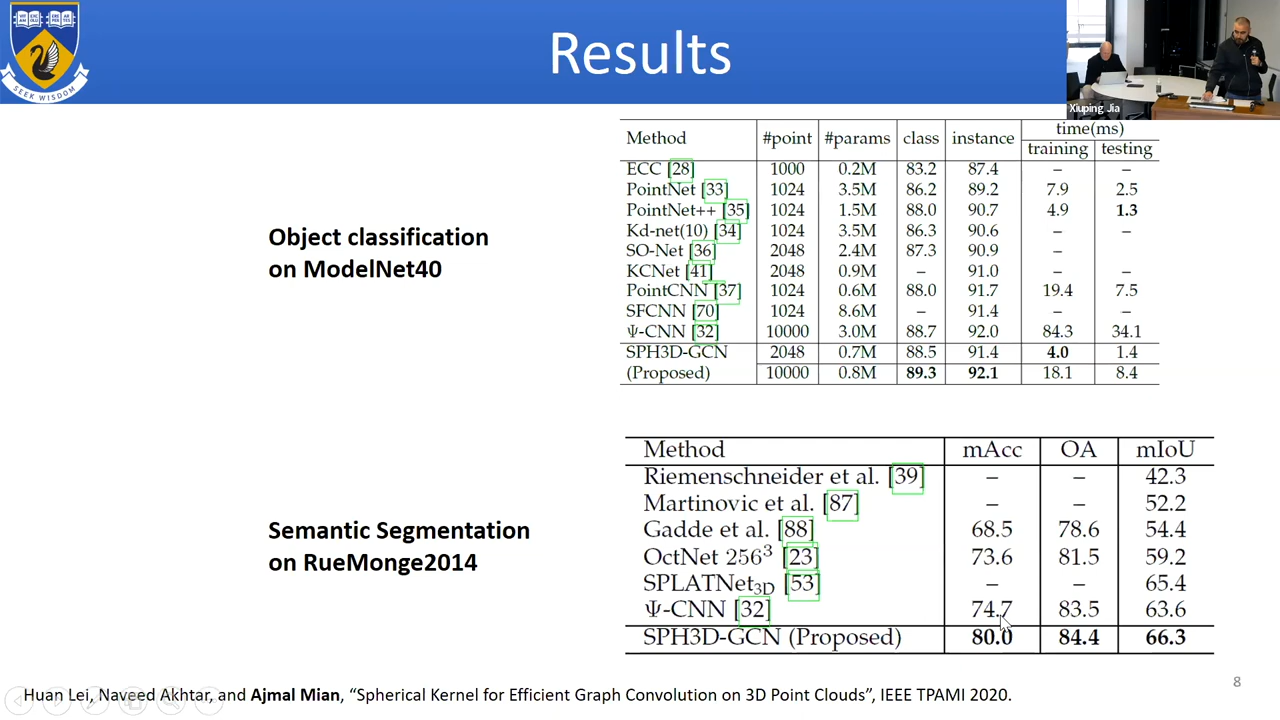 Results
SEEK WISDOM
Xiuping Jia
Object classification
on ModelNet40
Method #point #params class instance time(ms)
training testing
ECC [28] 1000 0.2M 83.2 87.4 – –
PointNet [33] 1024 3.5M 86.2 89.2 7.9 2.5
PointNet++ [35] 1024 1.5M 88.0 90.7 4.9 1.3
Kd-net(10) [34] 1024 3.5M 86.3 90.6 – –
SO-Net [36] 2048 2.4M 87.3 90.9 –
KCNet [41] 2048 0.9M – 91.0 – –
PointCNN [37] 1024 0.6M 88.0 91.7 19.4 7.5
SFCNN [70] 1024 8.6M – 91.4 – –
Ψ-CNN [32] 10000 3.0M 88.7 92.0 84.3 34.1
SPH3D-GCN 2048 0.7M 88.5 91.4 4.0 1.4
(Proposed) 10000 0.8M 89.3 92.1 18.1 8.4
Semantic Segmentation
on RueMonge2014
Method mAcc OA mIoU
Riemenschneider et al. [39] – – 42.3
Martinovic et al. [87] – – 52.2
Gadde et al. [88] 68.5 78.6 54.4
OctNet 256³ [23] 73.6 81.5 59.2
SPLATNet3D [53] – – 65.4
Ψ-CNN [32] 74.7 83.5 63.6
SPH3D-GCN (Proposed) 80.0 84.4 66.3
8
Huan Lei, Naveed Akhtar, and Ajmal Mian, “Spherical Kernel for Efficient Graph Convolution on 3D Point Clouds”, IEEE TPAMI 2020.